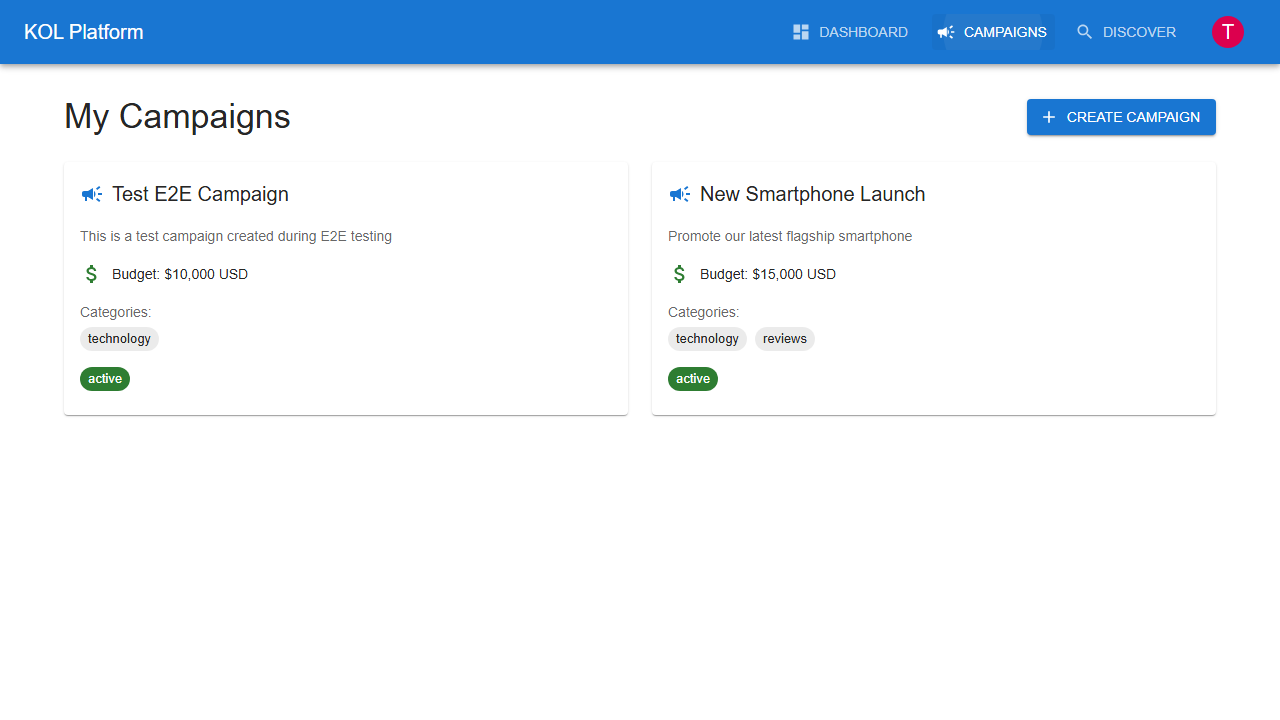 KOL Platform
DASHBOARD
CAMPAIGNS
DISCOVER
T
My Campaigns
CREATE CAMPAIGN
Test E2E Campaign
This is a test campaign created during E2E testing
Budget: $10,000 USD
Categories:
technology
active
New Smartphone Launch
Promote our latest flagship smartphone
Budget: $15,000 USD
Categories:
technology reviews
active